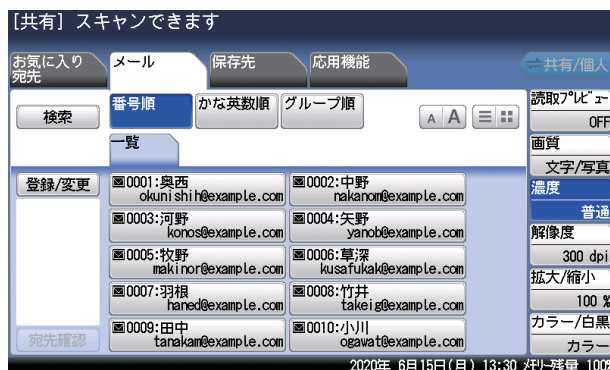 [共有] スキャンできます
お気に入り
宛先
メール
保存先
応用機能
共有/個人
検索
番号順
かな英数順
グループ順
A A
一覧
読取プレビュー
OFF
画質
文字/写真
濃度
普通
解像度
300 dpi
拡大/縮小
100 %
カラー/白黒
カラー
登録/変更
0001:奥西
okunishih@example.com
0002:中野
nakanom@example.com
0003:河野
konos@example.com
0004:矢野
yanob@example.com
0005:牧野
makinor@example.com
0006:草深
kusafukak@example.com
0007:羽根
haned@example.com
0008:竹井
takeig@example.com
0009:田中
tanakam@example.com
0010:小川
ogawat@example.com
宛先確認
2020年 6月15日(月) 13:30 メモリー残量 100%